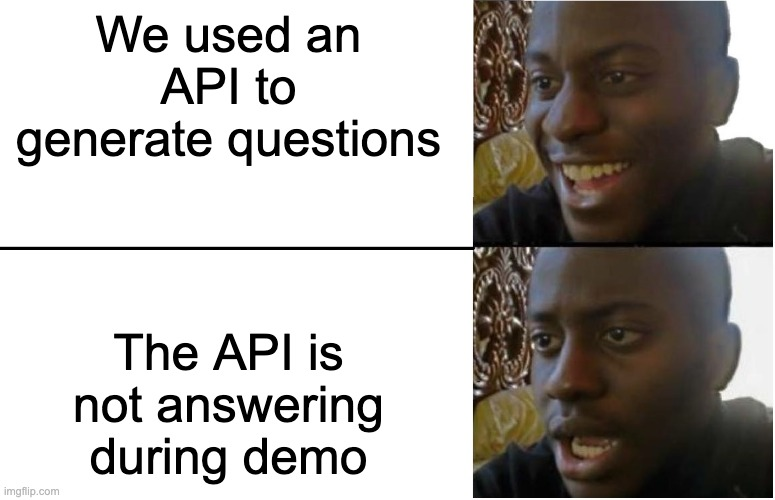 We used an
API to
generate questions
The API is
not answering
during demo
imgflip.com